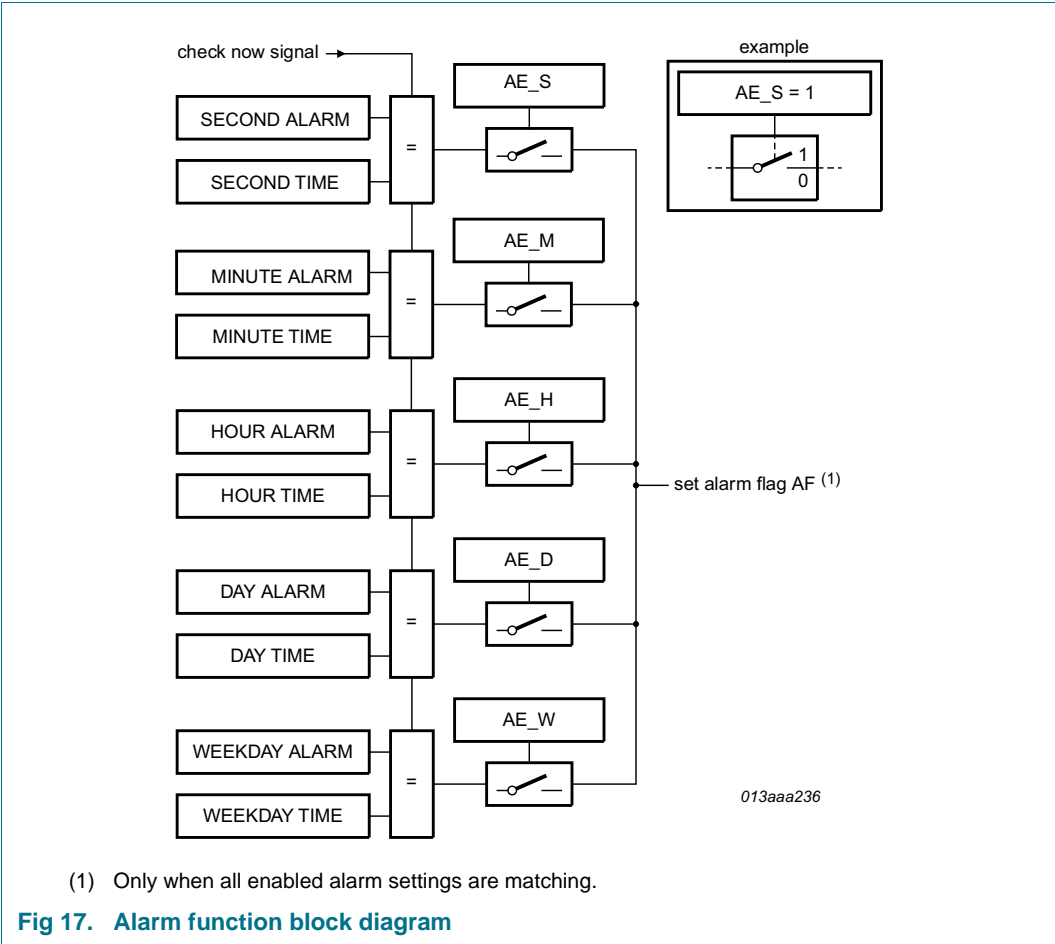 check now signal
example
AE_S
AE_S = 1
SECOND ALARM
=
1
SECOND TIME
0
AE_M
MINUTE ALARM
=
MINUTE TIME
AE_H
HOUR ALARM
=
HOUR TIME
set alarm flag AF (1)
AE_D
DAY ALARM
=
DAY TIME
AE_W
WEEKDAY ALARM
=
WEEKDAY TIME
013aaa236
(1) Only when all enabled alarm settings are matching.
Fig 17. Alarm function block diagram